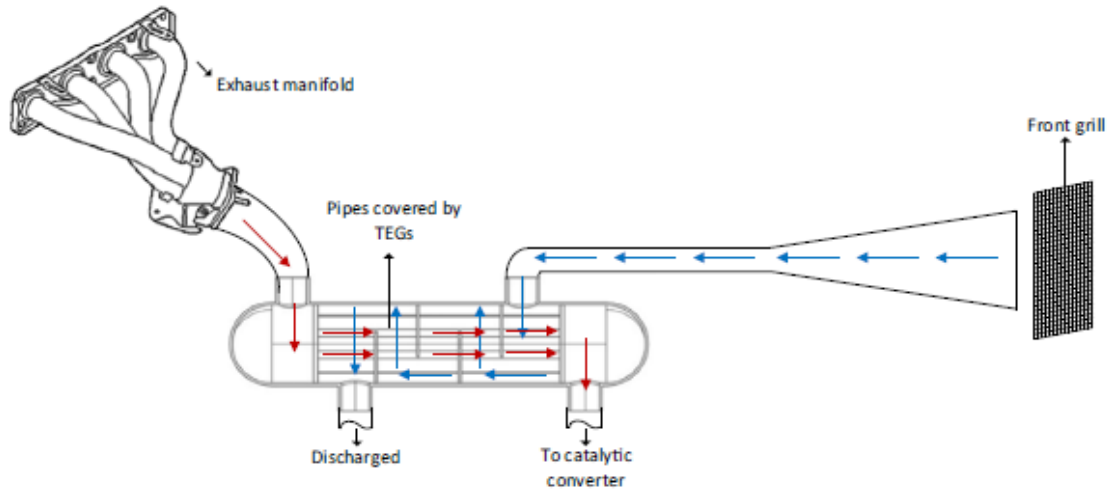 Exhaust manifold
Front grill
Pipes covered by
TEGs
Discharged
To catalytic
converter